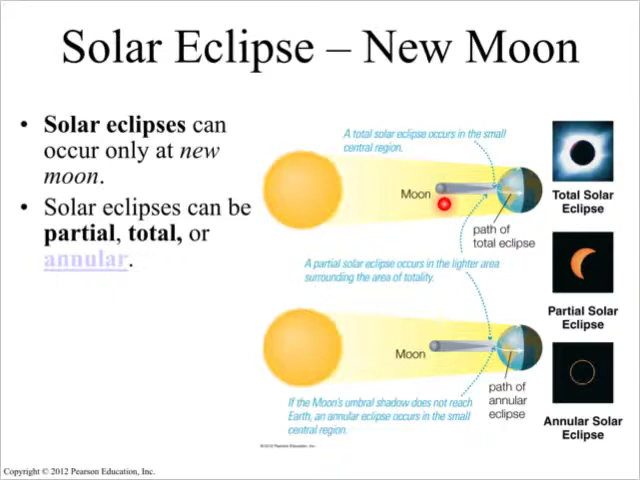 Solar Eclipse – New Moon
• Solar eclipses can
occur only at new
moon.
• Solar eclipses can be
partial, total, or
annular.
A total solar eclipse occurs in the small
central region.
Moon
path of
total eclipse
Total Solar
Eclipse
A partial solar eclipse occurs in the lighter area
surrounding the area of totality.
Partial Solar
Eclipse
Moon
path of
annular
eclipse
If the Moon's umbral shadow does not reach
Earth, an annular eclipse occurs in the small
central region.
Annular Solar
Eclipse
© 2012 Pearson Education, Inc.
Copyright © 2012 Pearson Education, Inc.